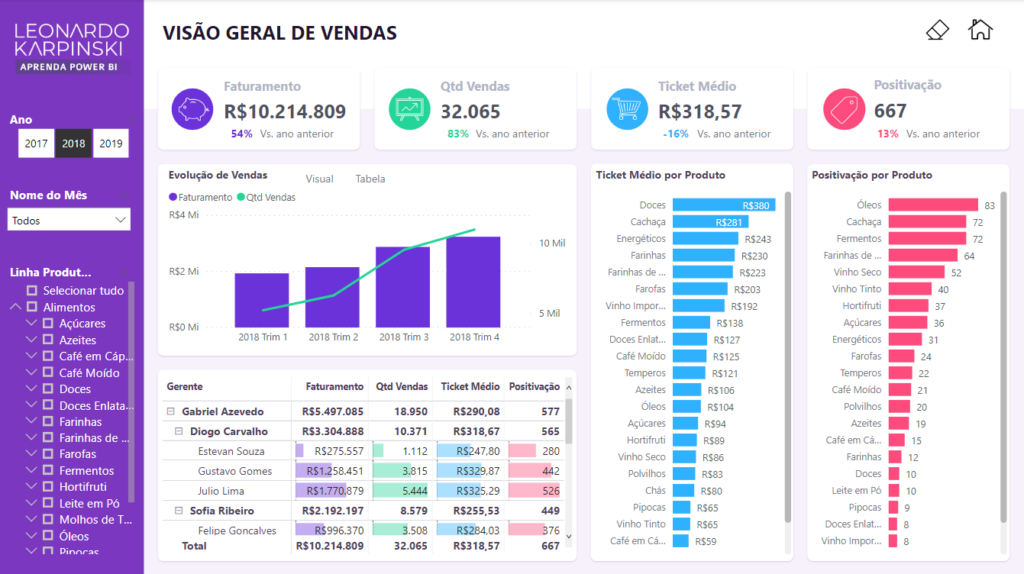 LEONARDO
KARPINSKI
APRENDA POWER BI
Ano
2017 2018 2019
Nome do Mês
Todos
Linha Produt...
Selecionar tudo
Alimentos
Açúcares
Azeites
Café em Cáp...
Café Moído
Doces
Doces Enlata...
Farinhas
Farinhas de ...
Farofas
Fermentos
Hortifruti
Leite em Pó
Molhos de T...
Óleos
Pipocas
VISÃO GERAL DE VENDAS
Faturamento
R$10.214.809
54% Vs. ano anterior
Qtd Vendas
32.065
83% Vs. ano anterior
Ticket Médio
R$318,57
-16% Vs. ano anterior
Positivação
667
13% Vs. ano anterior
Evolução de Vendas Visual Tabela
Faturamento Qtd Vendas
R$4 Mi
R$2 Mi
R$0 Mi
10 Mil
5 Mil
2018 Trim 1 2018 Trim 2 2018 Trim 3 2018 Trim 4
Gerente Faturamento Qtd Vendas Ticket Médio Positivação
Gabriel Azevedo R$5.497.085 18.950 R$290,08 577
Diogo Carvalho R$3.304.888 10.371 R$318,67 565
Estevan Souza R$275.557 1.112 R$247,80 280
Gustavo Gomes R$1.258.451 3.815 R$329,87 442
Julio Lima R$1.770.879 5.444 R$325,29 526
Sofia Ribeiro R$2.192.197 8.579 R$255,53 449
Felipe Goncalves R$996.370 3.508 R$284,03 376
Total R$10.214.809 32.065 R$318,57 667
Ticket Médio por Produto
Doces R$380
Cachaça R$281
Energéticos R$243
Farinhas R$230
Farinhas de ... R$223
Farofas R$203
Vinho Impor... R$192
Fermentos R$138
Doces Enlat... R$127
Café Moído R$125
Temperos R$121
Azeites R$106
Óleos R$104
Açúcares R$94
Hortifruti R$89
Vinho Seco R$86
Polvilhos R$83
Chás R$80
Pipocas R$65
Vinho Tinto R$65
Café em Cá... R$59
Positivação por Produto
Óleos 83
Cachaça 72
Fermentos 72
Farinhas de ... 64
Vinho Seco 52
Vinho Tinto 40
Hortifruti 37
Açúcares 36
Energéticos 31
Farofas 24
Temperos 22
Café Moído 21
Polvilhos 20
Azeites 19
Café em Cá... 15
Farinhas 12
Doces 10
Leite em Pó 10
Pipocas 9
Doces Enlat... 8
Vinho Impor... 8